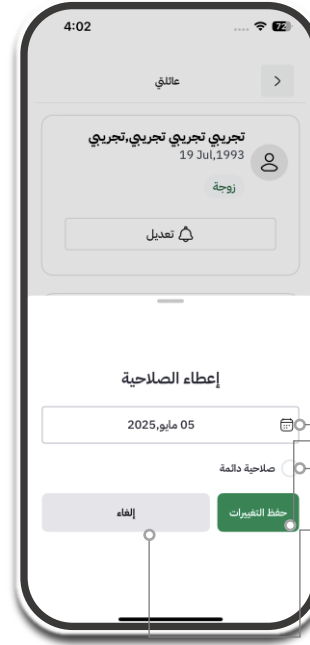 4:02
72
عائلتي
تجريبي تجريبي تجريبي,تجريبي
19 Jul,1993
زوجة
تعديل
إعطاء الصلاحية
05 مايو,2025
صلاحية دائمة
حفظ التغييرات
إلغاء